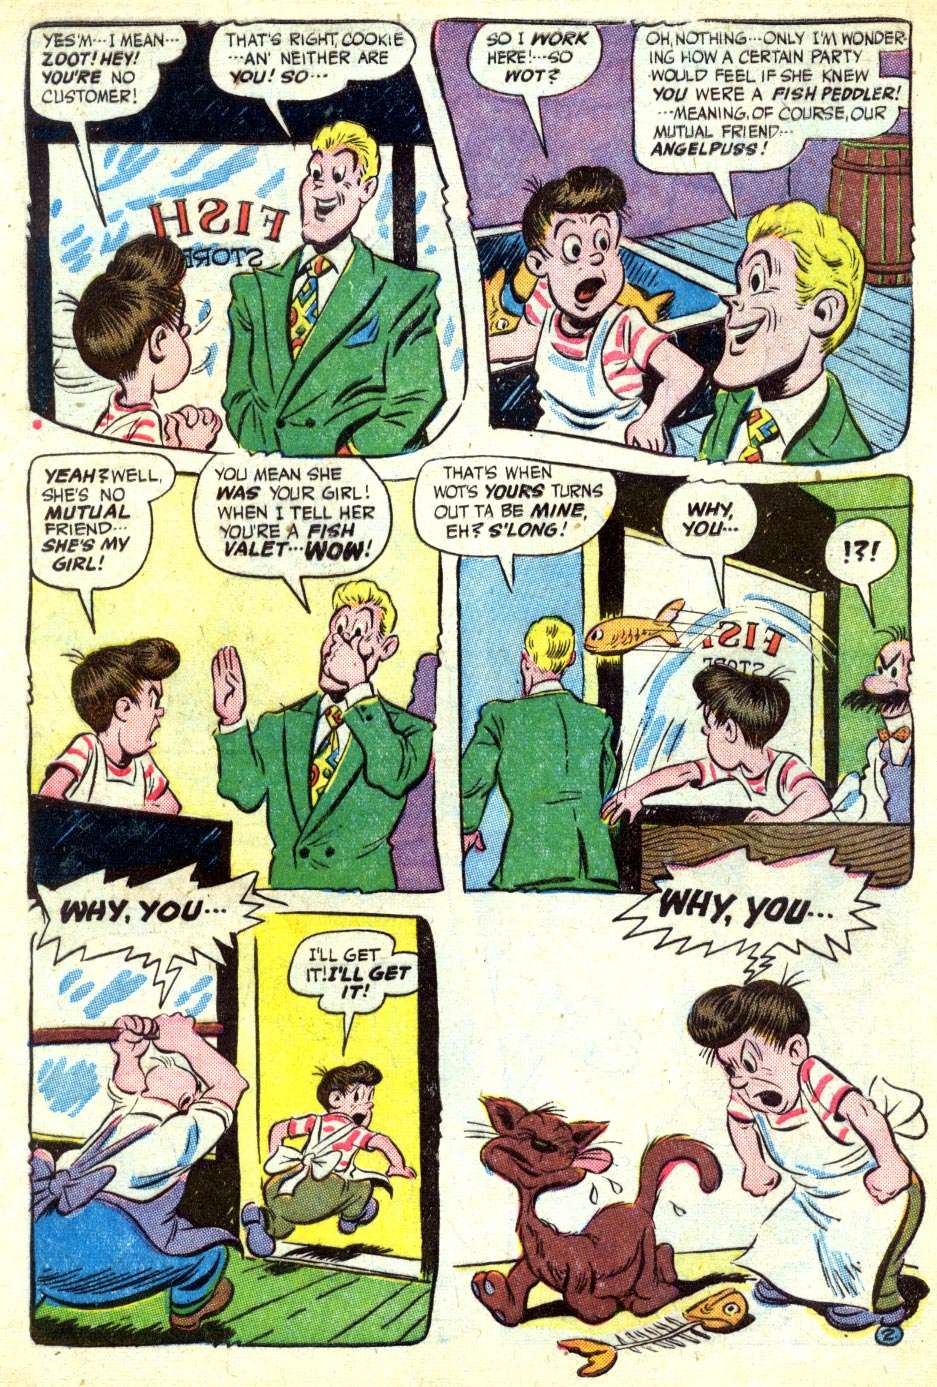 YES'M---I MEAN---
ZOOT! HEY!
YOU'RE NO
CUSTOMER!
THAT'S RIGHT, COOKIE
---AN' NEITHER ARE
YOU! SO---
FISH
STORE
SO I WORK
HERE!---SO
WOT?
OH, NOTHING---ONLY I'M WONDER-
ING HOW A CERTAIN PARTY
WOULD FEEL IF SHE KNEW
YOU WERE A FISH PEDDLER!
---MEANING, OF COURSE, OUR
MUTUAL FRIEND---
ANGELPUSS!
YEAH? WELL,
SHE'S NO
MUTUAL
FRIEND---
SHE'S MY
GIRL!
YOU MEAN SHE
WAS YOUR GIRL!
WHEN I TELL HER
YOU'RE A FISH
VALET---WOW!
THAT'S WHEN
WOT'S YOURS TURNS
OUT TA BE MINE,
EH? S'LONG!
WHY,
YOU---
!?!
FIS
STORE
WHY, YOU---
I'LL GET
IT! I'LL GET
IT!
WHY, YOU---
2